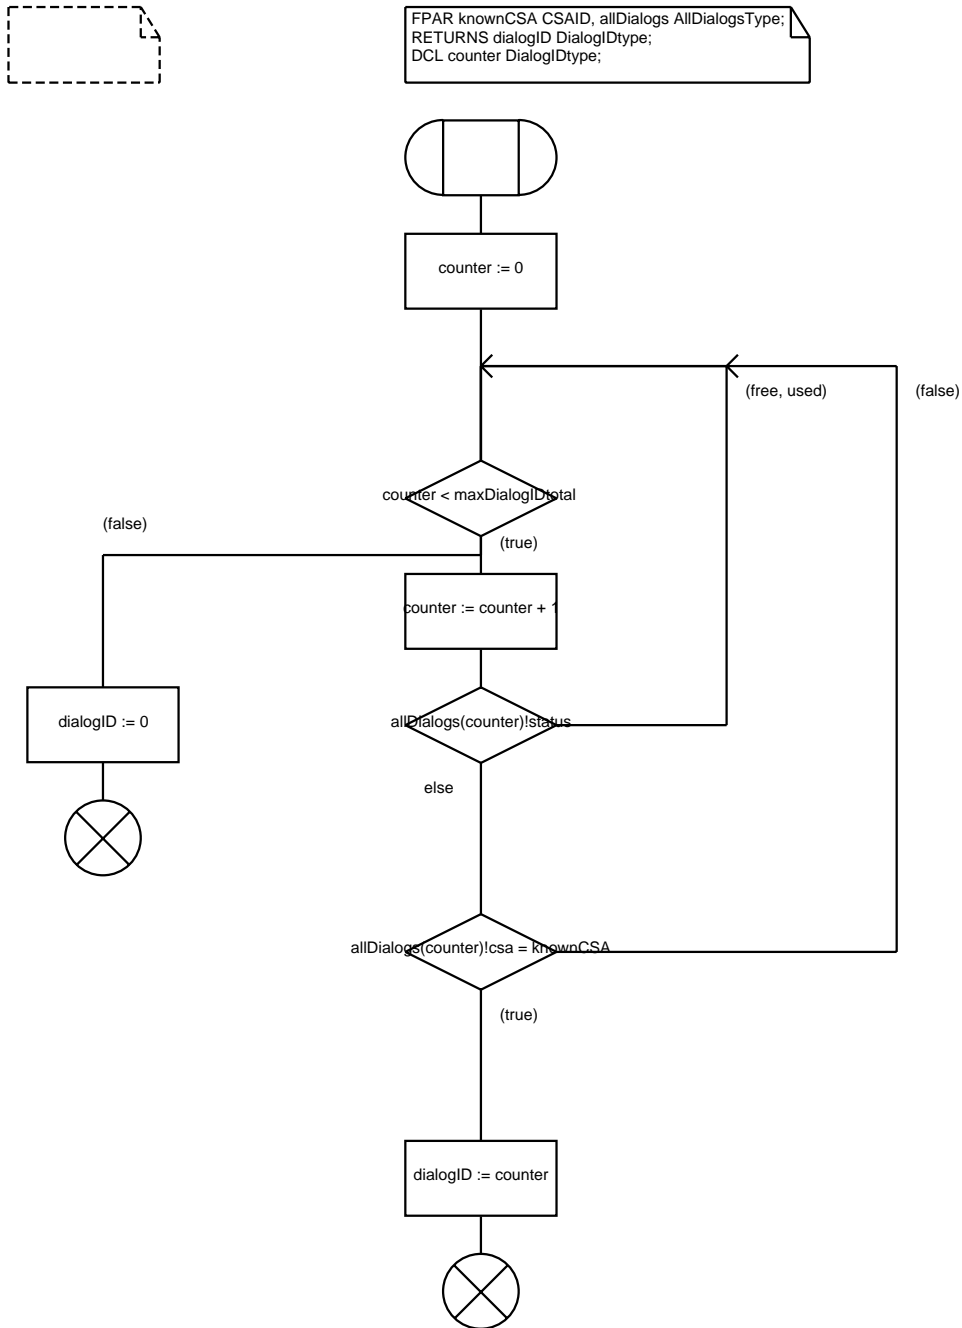 FPAR knownCSA CSAID, allDialogs AllDialogsType;
RETURNS dialogID DialogIDtype;
DCL counter DialogIDtype;
counter := 0
(free, used)
(false)
counter < maxDialogIDtotal
(false)
(true)
counter := counter + 1
dialogID := 0
allDialogs(counter)!status
else
allDialogs(counter)!csa = knownCSA
(true)
dialogID := counter